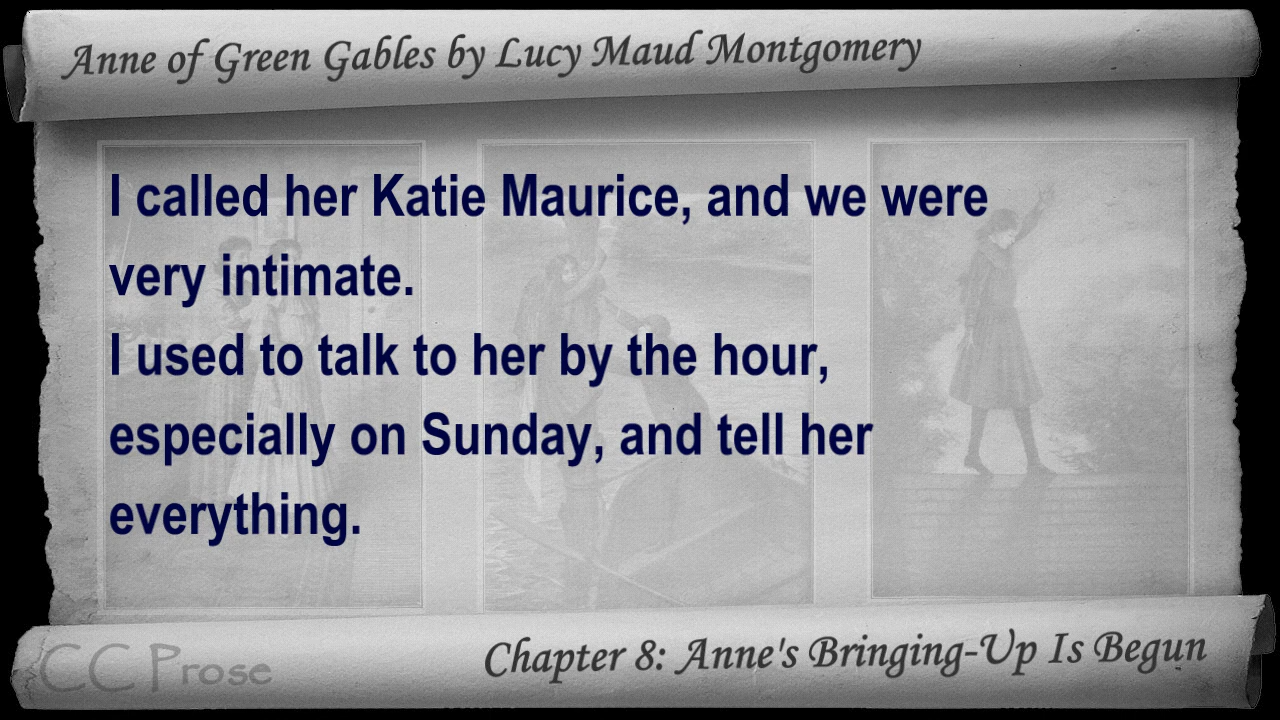 Anne of Green Gables by Lucy Maud Montgomery
I called her Katie Maurice, and we were
very intimate.
I used to talk to her by the hour,
especially on Sunday, and tell her
everything.
CC Prose
Chapter 8: Anne's Bringing-Up Is Begun